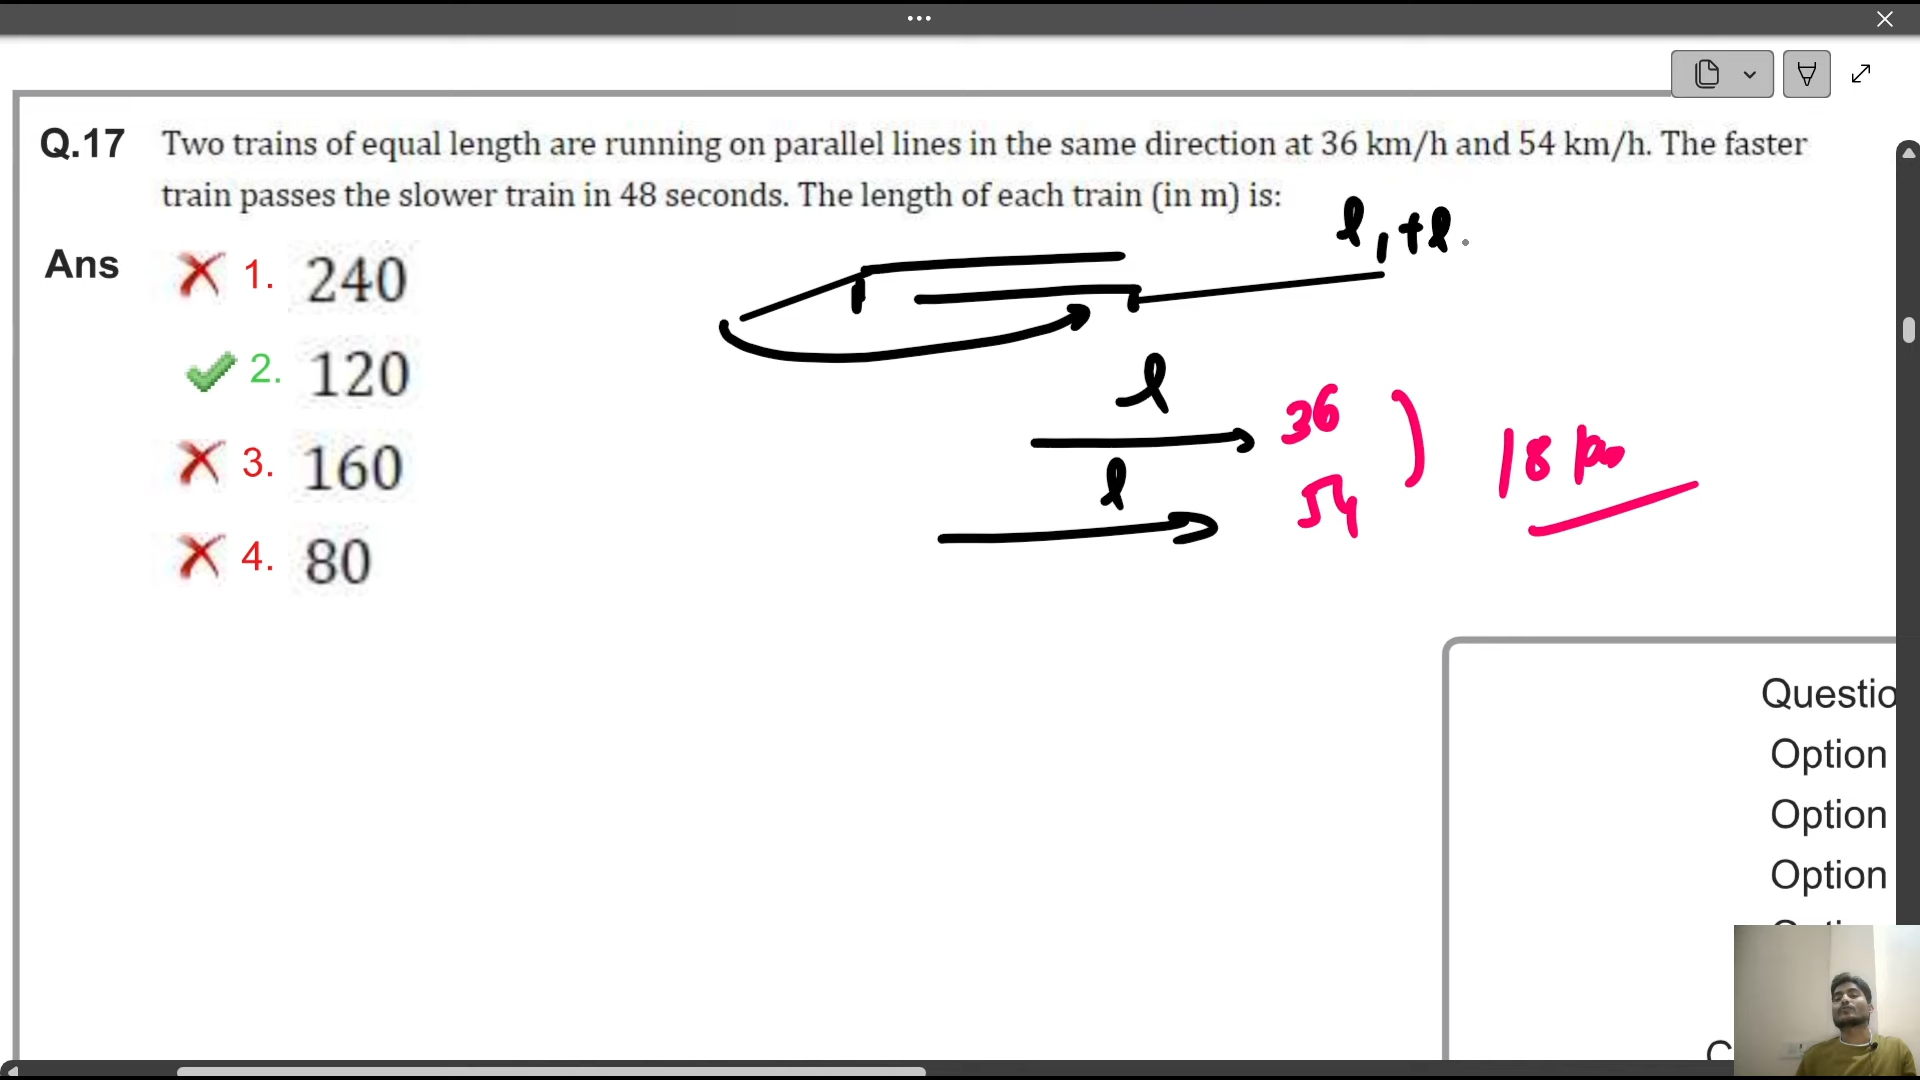 Q.17 Two trains of equal length are running on parallel lines in the same direction at 36 km/h and 54 km/h. The faster
train passes the slower train in 48 seconds. The length of each train (in m) is:
l₁+l
Ans 1. 240
2. 120
3. 160
4. 80
l
36
l
54
18 km
Questio
Option
Option
Option